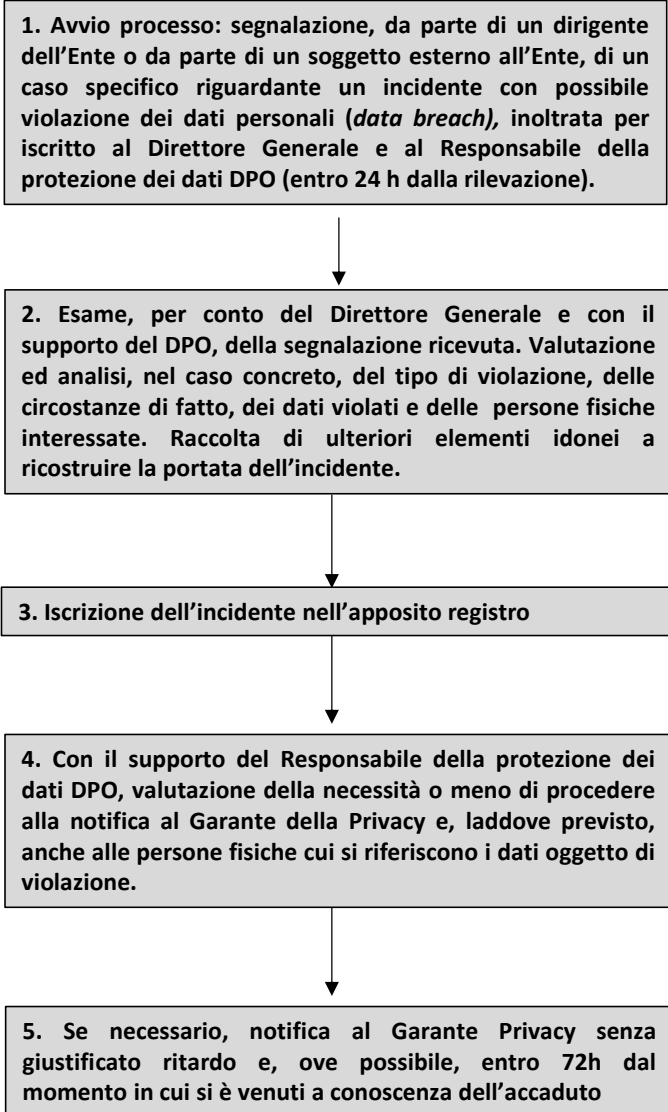 1. Avvio processo: segnalazione, da parte di un dirigente
dell’Ente o da parte di un soggetto esterno all’Ente, di un
caso specifico riguardante un incidente con possibile
violazione dei dati personali (data breach), inoltrata per
iscritto al Direttore Generale e al Responsabile della
protezione dei dati DPO (entro 24 h dalla rilevazione).
2. Esame, per conto del Direttore Generale e con il
supporto del DPO, della segnalazione ricevuta. Valutazione
ed analisi, nel caso concreto, del tipo di violazione, delle
circostanze di fatto, dei dati violati e delle persone fisiche
interessate. Raccolta di ulteriori elementi idonei a
ricostruire la portata dell’incidente.
3. Iscrizione dell’incidente nell’apposito registro
4. Con il supporto del Responsabile della protezione dei
dati DPO, valutazione della necessità o meno di procedere
alla notifica al Garante della Privacy e, laddove previsto,
anche alle persone fisiche cui si riferiscono i dati oggetto di
violazione.
5. Se necessario, notifica al Garante Privacy senza
giustificato ritardo e, ove possibile, entro 72h dal
momento in cui si è venuti a conoscenza dell’accaduto